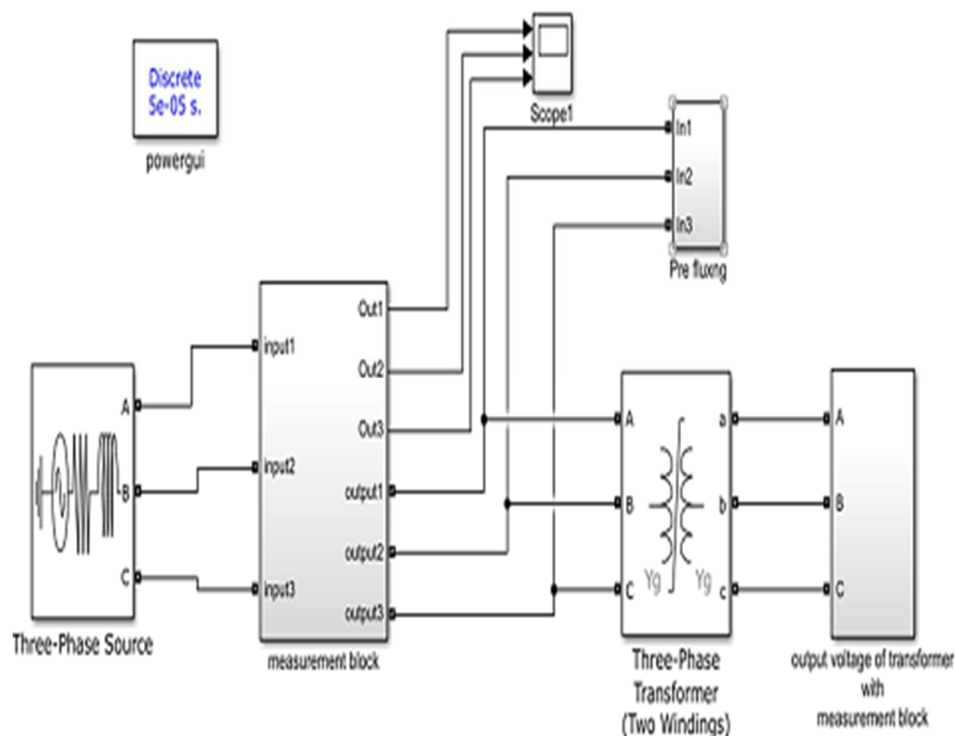 Discrete
5e-05 s.
powergui
Scope1
In1
In2
In3
Pre fluxng
Out1
Out2
Out3
output1
output2
output3
input1
input2
input3
measurement block
A
B
C
Three-Phase Source
A
B
C
a
b
c
Yg
Yg
Three-Phase
Transformer
(Two Windings)
A
B
C
output voltage of transformer
with
measurement block